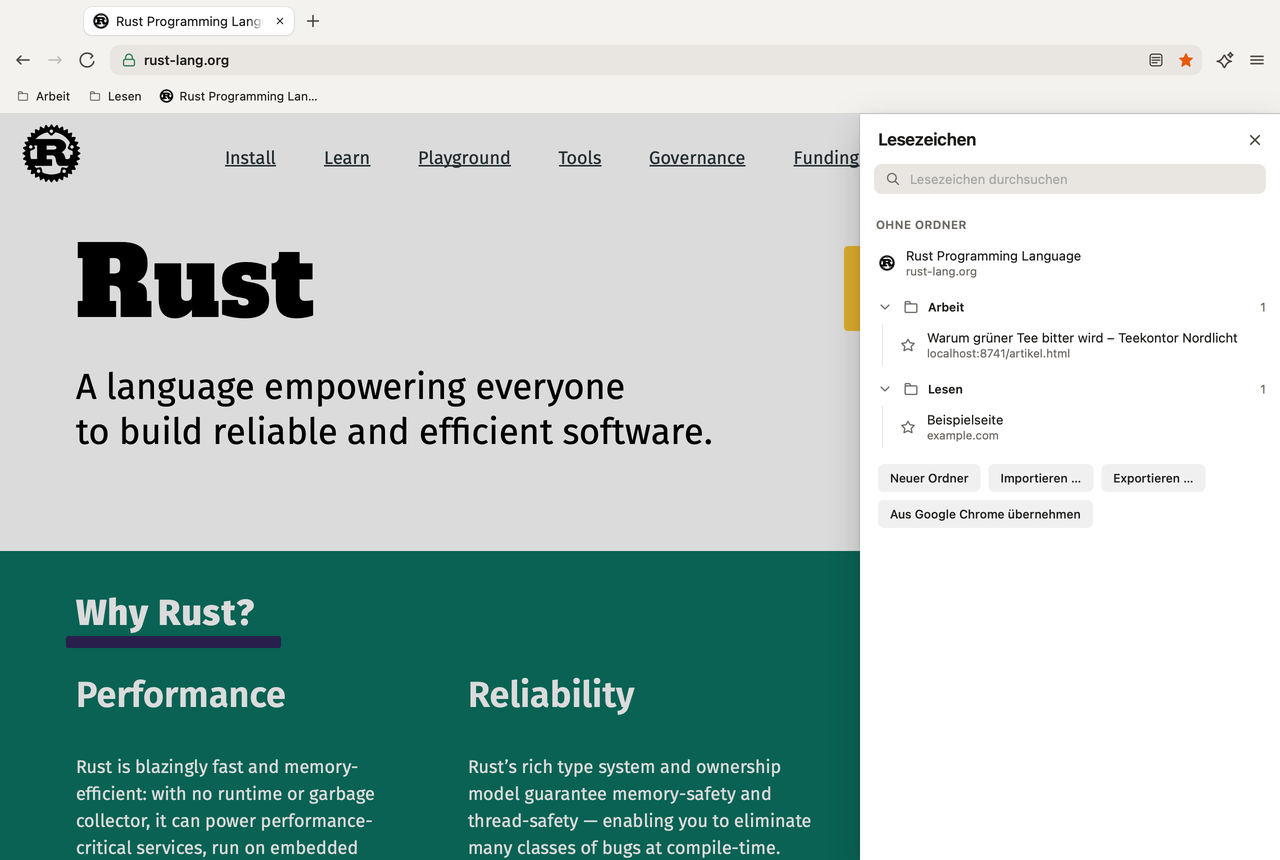 Rust Programming Lang
rust-lang.org
Arbeit
Lesen
Rust Programming Lan...
Install
Learn
Playground
Tools
Governance
Funding
R
Rust
A language empowering everyone
to build reliable and efficient software.
Why Rust?
Performance
Rust is blazingly fast and memory-
efficient: with no runtime or garbage
collector, it can power performance-
critical services, run on embedded
Reliability
Rust’s rich type system and ownership
model guarantee memory-safety and
thread-safety — enabling you to eliminate
many classes of bugs at compile-time.
Lesezeichen
Lesezeichen durchsuchen
OHNE ORDNER
Rust Programming Language
rust-lang.org
Arbeit
1
Warum grüner Tee bitter wird – Teekontor Nordlicht
localhost:8741/artikel.html
Lesen
1
Beispielseite
example.com
Neuer Ordner
Importieren ...
Exportieren ...
Aus Google Chrome übernehmen